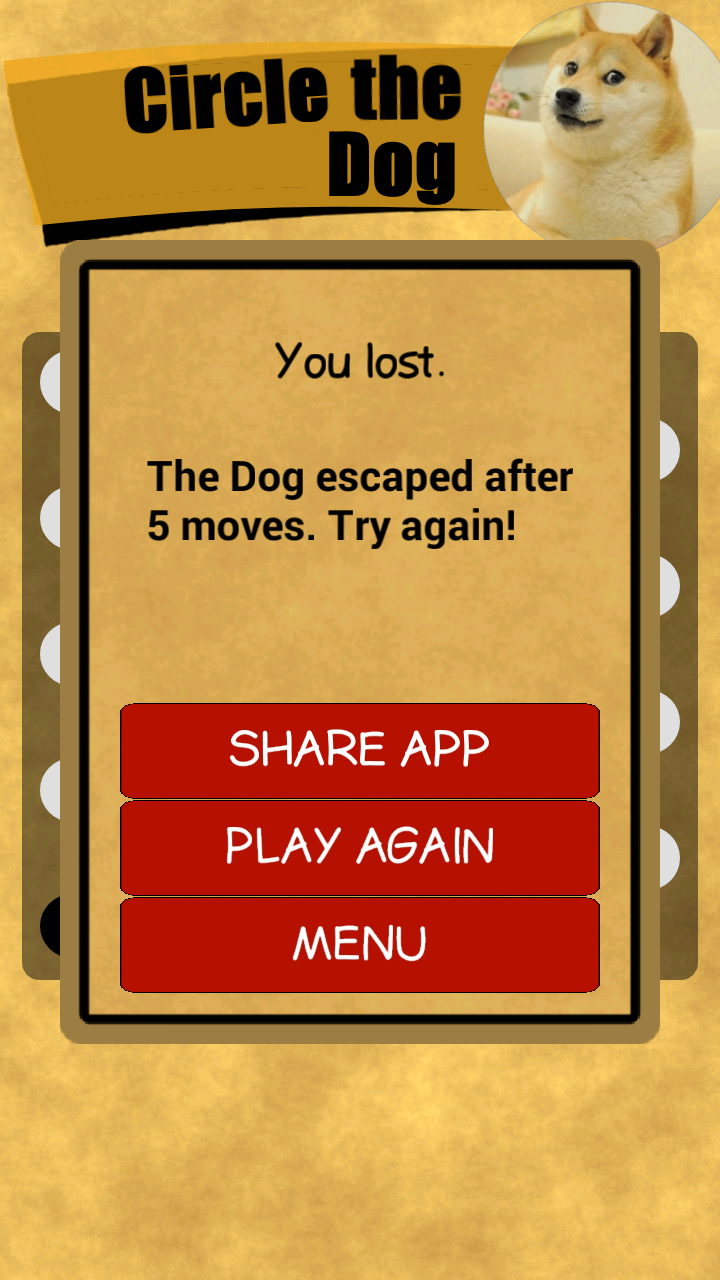 Circle the
Dog
You lost.
The Dog escaped after
5 moves. Try again!
SHARE APP
PLAY AGAIN
MENU